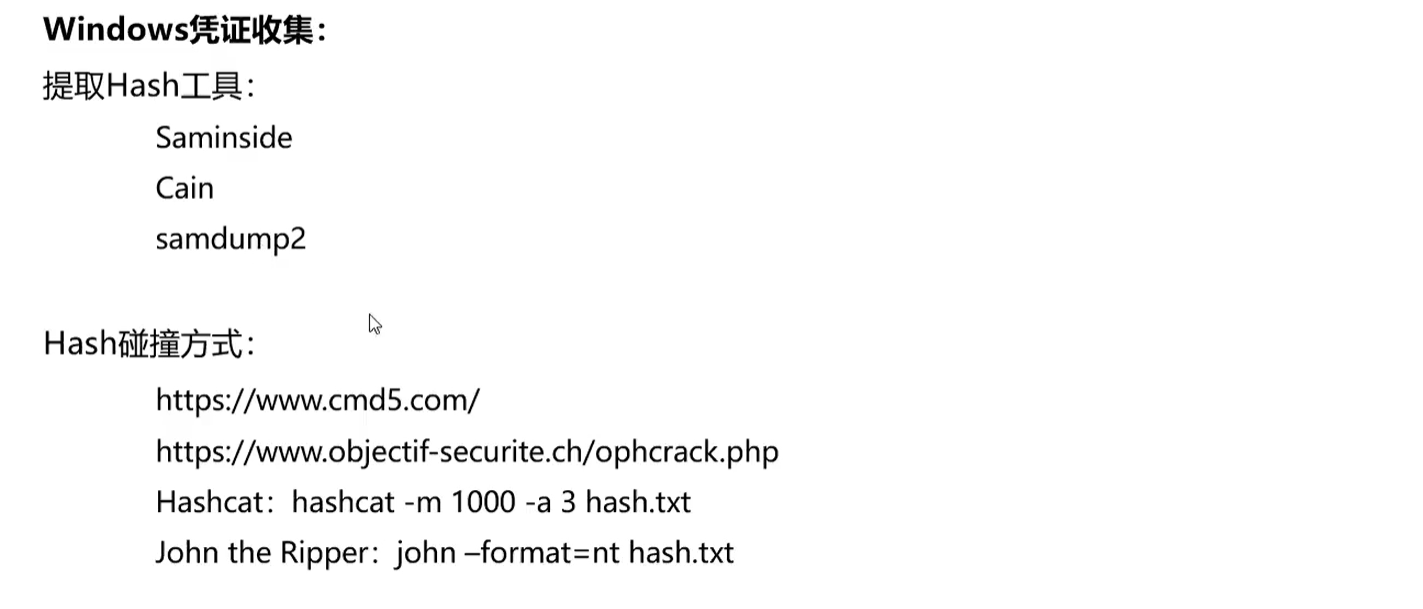 Windows凭证收集：
提取Hash工具：
Saminside
Cain
samdump2
Hash碰撞方式：
https://www.cmd5.com/
https://www.objectif-securite.ch/ophcrack.php
Hashcat：hashcat -m 1000 -a 3 hash.txt
John the Ripper：john –format=nt hash.txt